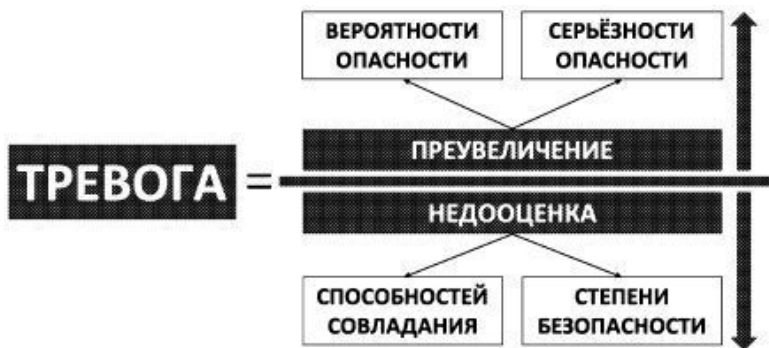 ВЕРОЯТНОСТИ
ОПАСНОСТИ
СЕРЬЁЗНОСТИ
ОПАСНОСТИ
ПРЕУВЕЛИЧЕНИЕ
ТРЕВОГА =
НЕДООЦЕНКА
СПОСОБНОСТЕЙ
СОВЛАДАНИЯ
СТЕПЕНИ
БЕЗОПАСНОСТИ